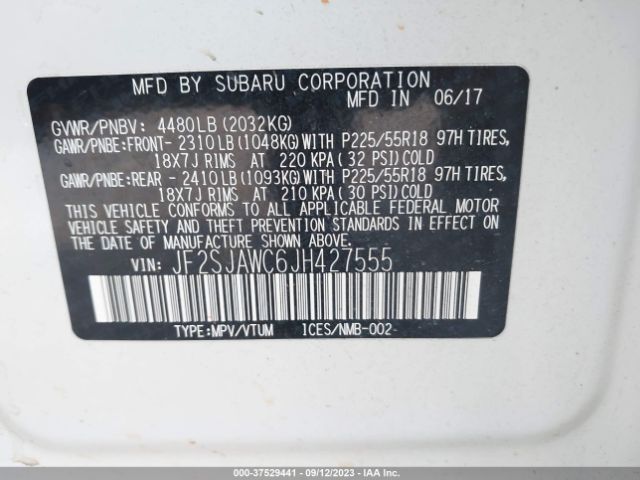 MFD BY SUBARU CORPORATION
MFD IN 06/17
GVWR/PNBV: 4480LB(2032KG)
GAWR/PNBE:FRONT- 2310LB(1048KG)WITH P225/55R18 97H TIRES,
18X7J RIMS AT 220 KPA(32 PSI)COLD
GAWR/PNBE:REAR - 2410LB(1093KG)WITH P225/55R18 97H TIRES,
18X7J RIMS AT 210 KPA(30 PSI)COLD
THIS VEHICLE CONFORMS TO ALL APPLICABLE FEDERAL MOTOR
VEHICLE SAFETY AND THEFT PREVENTION STANDARDS IN EFFECT
ON THE DATE OF MANUFACTURE SHOWN ABOVE.
VIN: JF2SJAWC6JH427555
TYPE:MPV/VTUM ICES/NMB-002
000-37529441 - 09/12/2023 - IAA Inc.